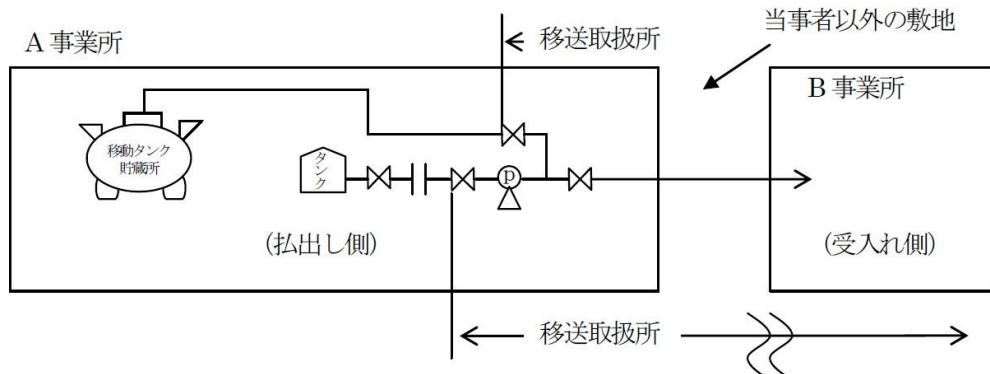 当事者以外の敷地
A 事業所
移送取扱所
B 事業所
移動タンク
貯蔵所
タンク
p
(払出し側)
(受入れ側)
移送取扱所